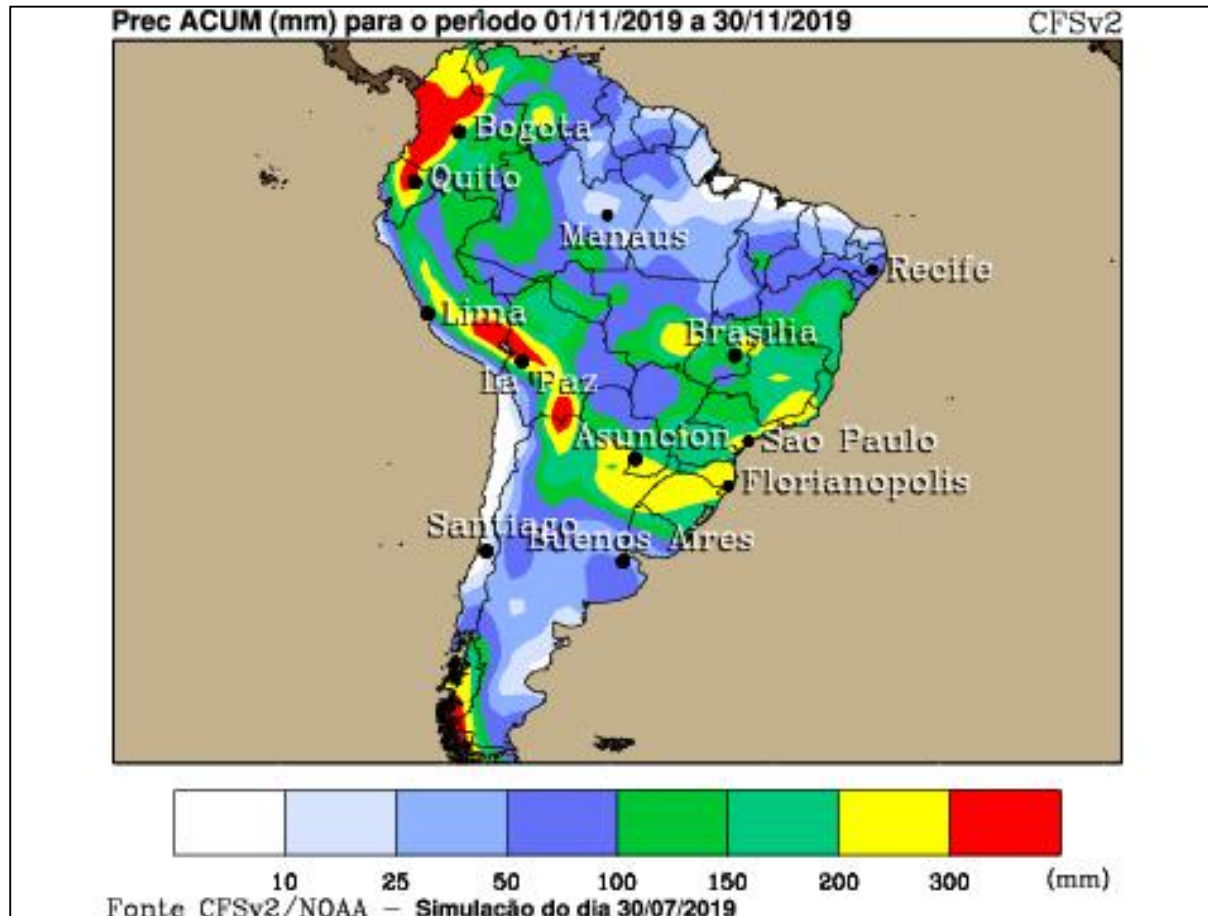 Prec ACUM (mm) para o periodo 01/11/2019 a 30/11/2019 CFSv2
Bogota
Quito
Manaus
Recife
Lima
Brasilia
La Paz
Asuncion
Sao Paulo
Florianopolis
Santiago
Buenos Aires
10 25 50 100 150 200 300 (mm)
Fonte CFSv2/NOAA – Simulação do dia 30/07/2019